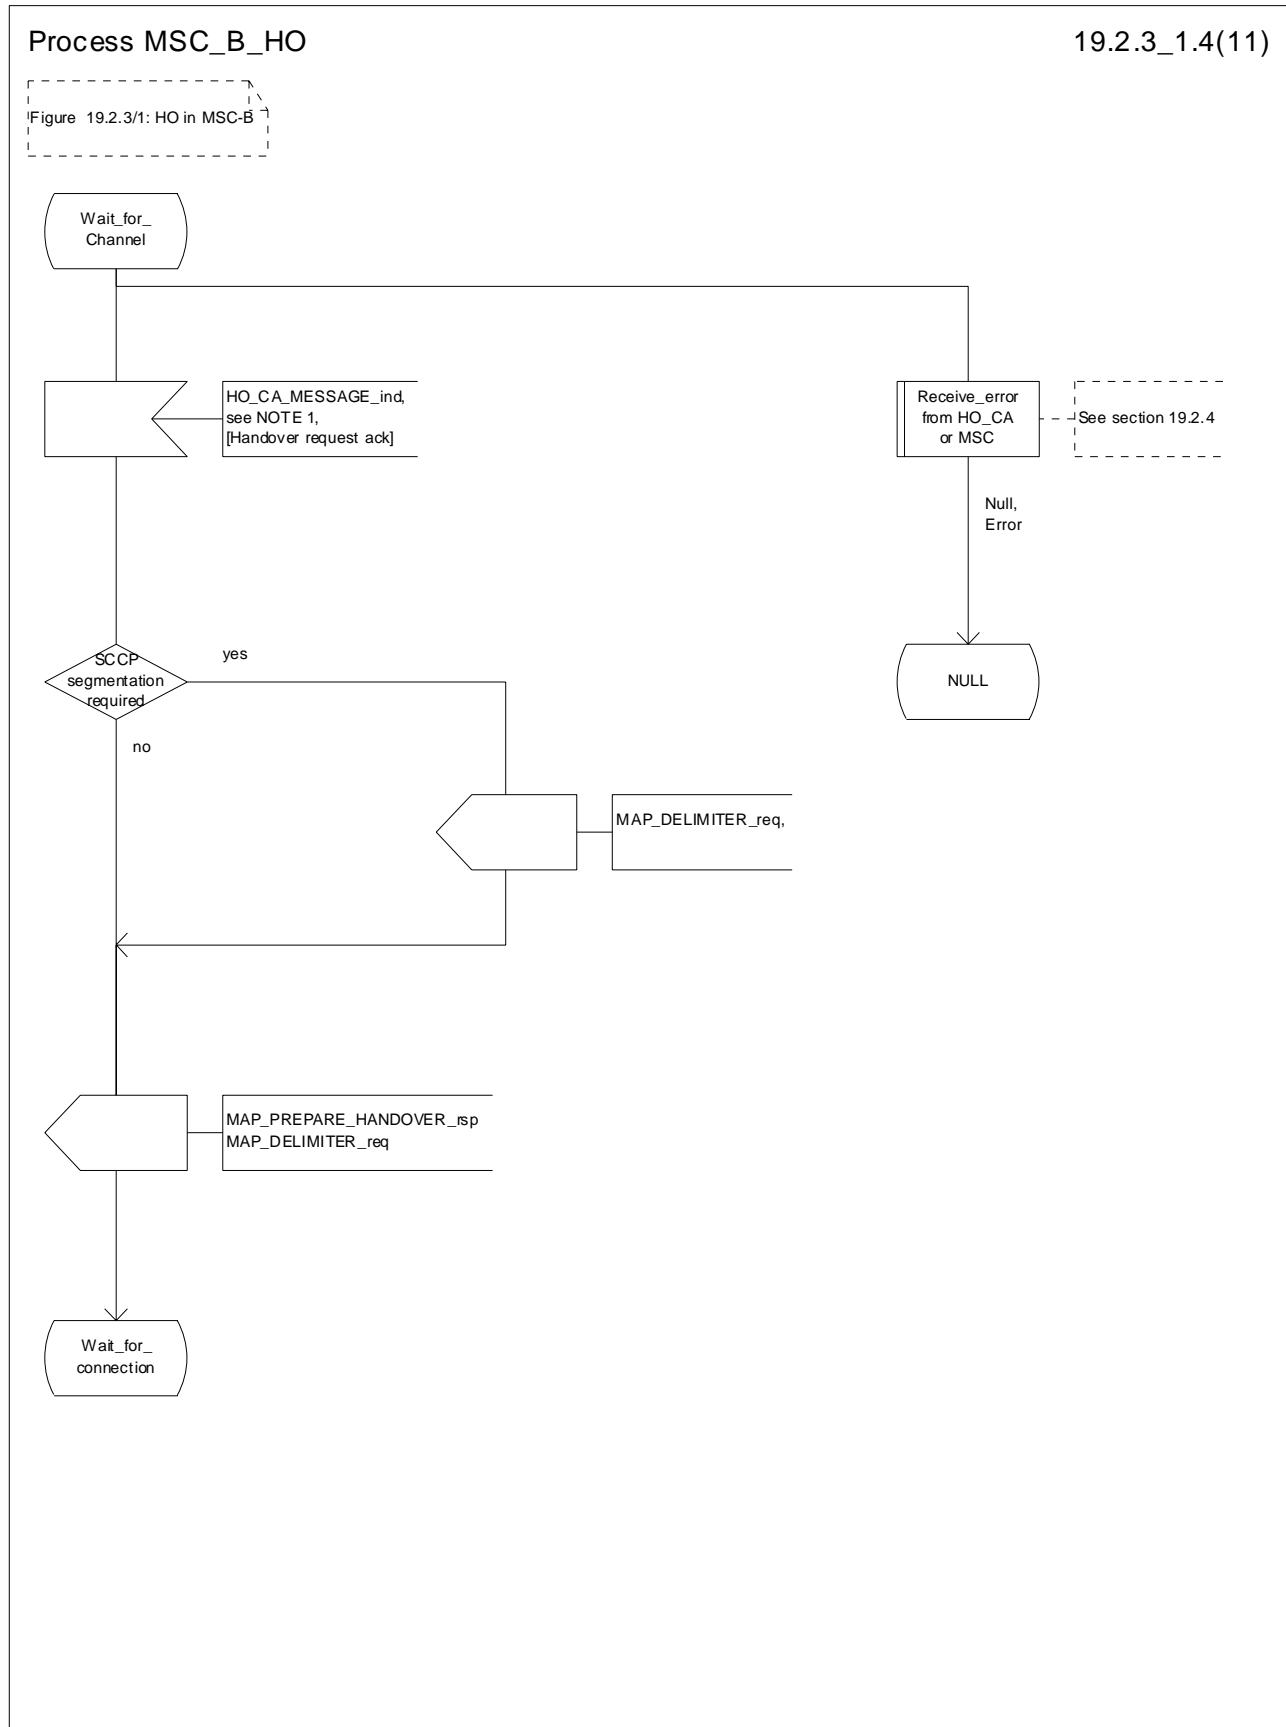 Process MSC_B_HO
19.2.3_1.4(11)
Figure 19.2.3/1: HO in MSC-B
Wait_for_
Channel
HO_CA_MESSAGE_ind,
see NOTE 1,
[Handover request ack]
Receive_error
from HO_CA
or MSC
See section 19.2.4
Null,
Error
SCCP
segmentation
required
yes
NULL
no
MAP_DELIMITER_req,
MAP_PREPARE_HANDOVER_rsp
MAP_DELIMITER_req
Wait_for_
connection